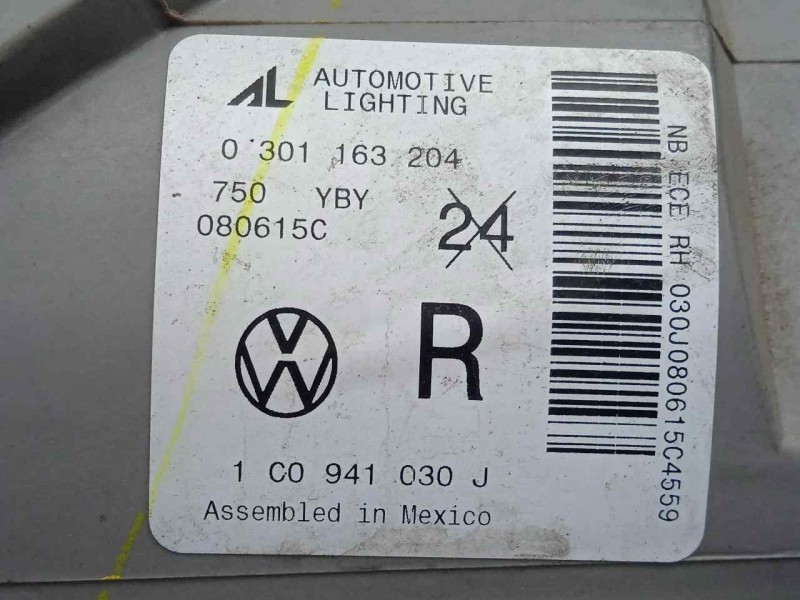 AL AUTOMOTIVE
LIGHTING
0 301 163 204
750 YBY
080615C
24
R
1 C0 941 030 J
Assembled in Mexico
NB ECE RH 030J080615C4559